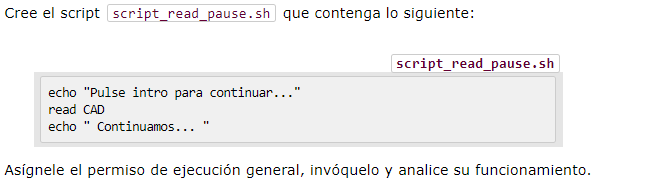 Cree el script script_read_pause.sh que contenga lo siguiente:
script_read_pause.sh
echo "Pulse intro para continuar..."
read CAD
echo " Continuamos... "
Asígnele el permiso de ejecución general, invóquelo y analice su funcionamiento.